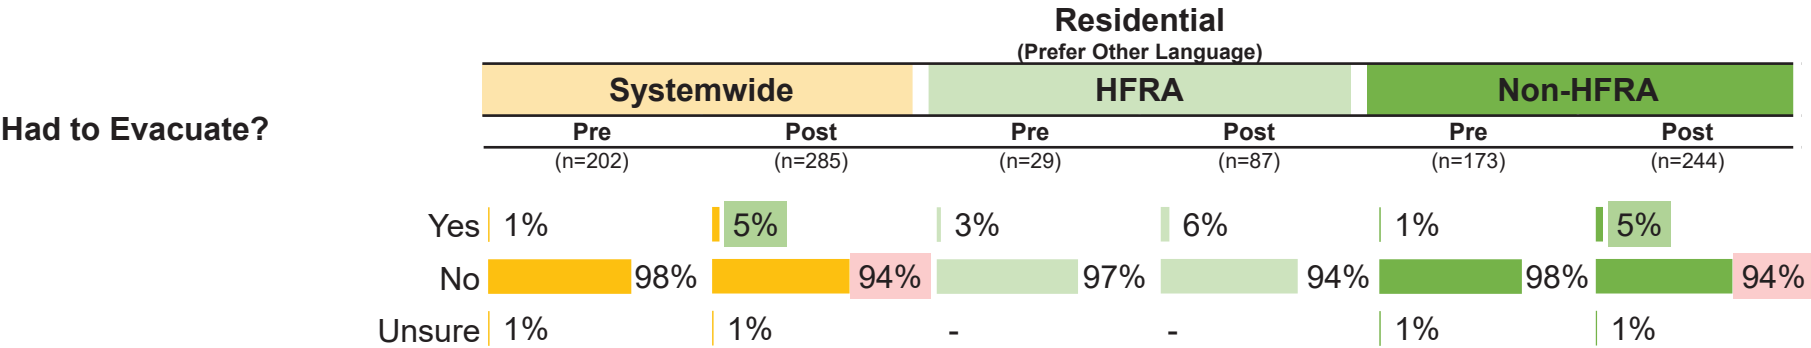 Residential
(Prefer Other Language)
Systemwide HFRA Non-HFRA
Had to Evacuate? Pre Post Pre Post Pre Post
(n=202) (n=285) (n=29) (n=87) (n=173) (n=244)
Yes 1% 5% 3% 6% 1% 5%
No 98% 94% 97% 94% 98% 94%
Unsure 1% 1% - - 1% 1%